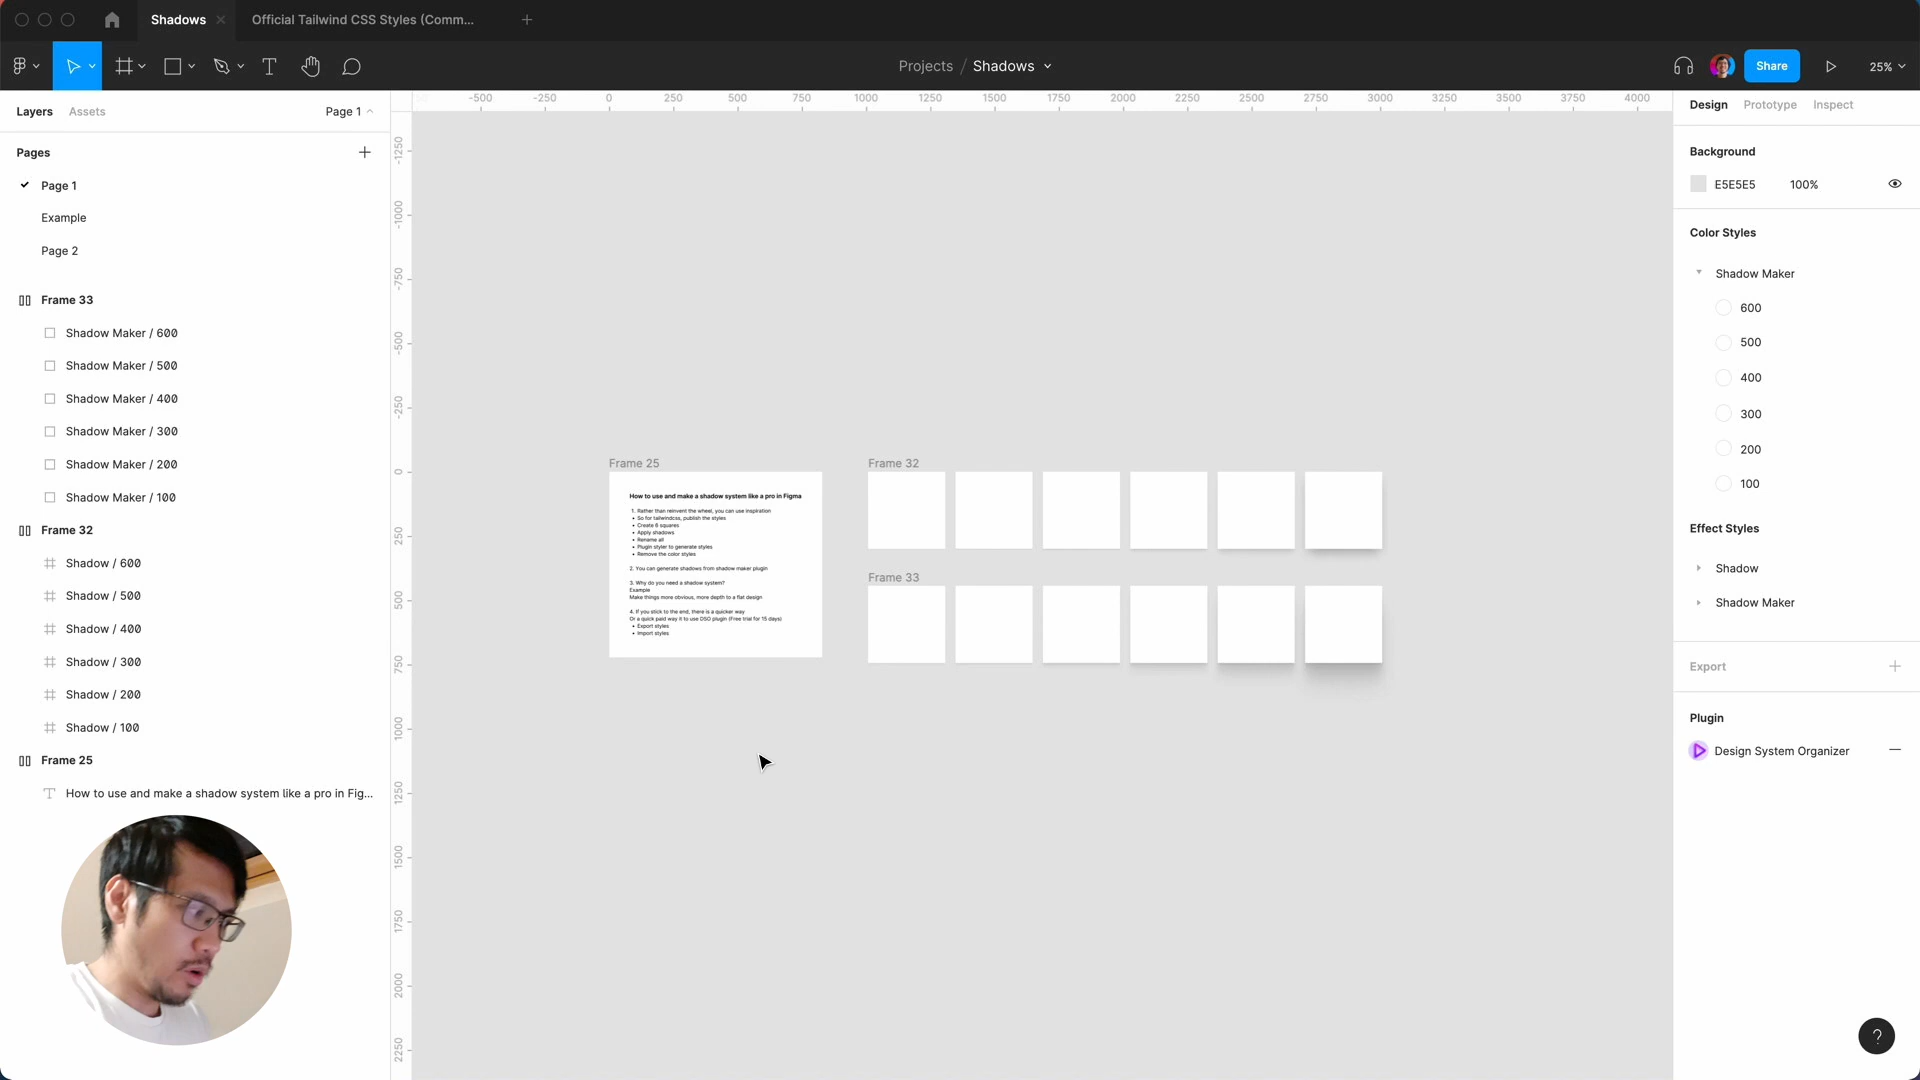 Shadows
Official Tailwind CSS Styles (Comm...
Projects / Shadows
Share
25%
Layers
Assets
Page 1
Pages
Page 1
Example
Page 2
Frame 33
Shadow Maker / 600
Shadow Maker / 500
Shadow Maker / 400
Shadow Maker / 300
Shadow Maker / 200
Shadow Maker / 100
Frame 32
Shadow / 600
Shadow / 500
Shadow / 400
Shadow / 300
Shadow / 200
Shadow / 100
Frame 25
How to use and make a shadow system like a pro in Fig...
-500 -250 0 250 500 750 1000 1250 1500 1750 2000 2250 2500 2750 3000 3250 3500 3750 4000
-1250
-1000
-750
-500
-250
0
250
500
750
1000
1250
1500
1750
2000
2250
Frame 25
How to use and make a shadow system like a pro in Figma
1. Rather than reinvent the wheel, you can use inspiration
• So for tailwindcss, publish the styles
• Create 6 squares
• Apply shadows
• Rename all
• Plugin styler to generate styles
• Remove the color styles
2. You can generate shadows from shadow maker plugin
3. Why do you need a shadow system?
Example
Make things more obvious, more depth to a flat design
4. If you stick to the end, there is a quicker way
Or a quick paid way it to use DSO plugin (Free trial for 15 days)
• Export styles
• Import styles
Frame 32
Frame 33
Design
Prototype
Inspect
Background
E5E5E5 100%
Color Styles
Shadow Maker
600
500
400
300
200
100
Effect Styles
Shadow
Shadow Maker
Export
Plugin
Design System Organizer
?